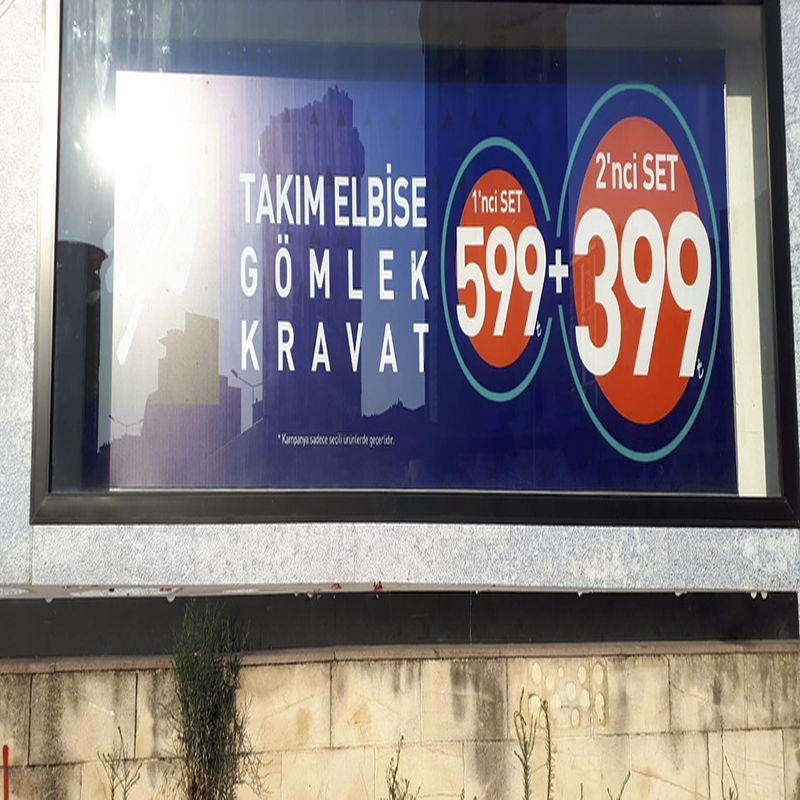 TAKIM ELBİSE
GÖMLEK
KRAVAT
1'nci SET
599₺
+
2'nci SET
399₺
* Kampanya sadece seçili ürünlerde geçerlidir.